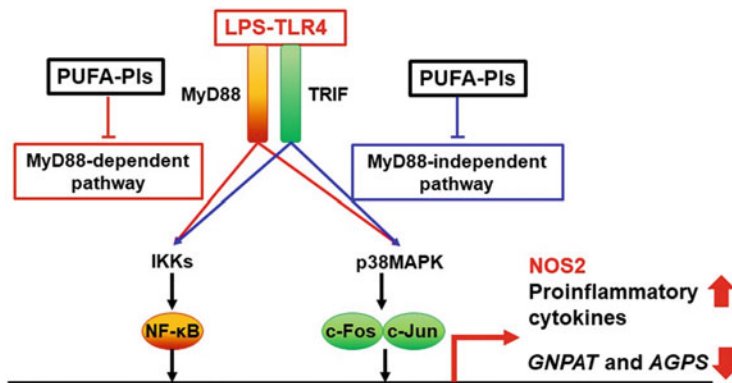 LPS-TLR4
PUFA-Pls
MyD88
TRIF
PUFA-Pls
MyD88-dependent
pathway
MyD88-independent
pathway
IKKs
p38MAPK
NF-κB
c-Fos
c-Jun
NOS2
Proinflammatory
cytokines
GNPAT and AGPS